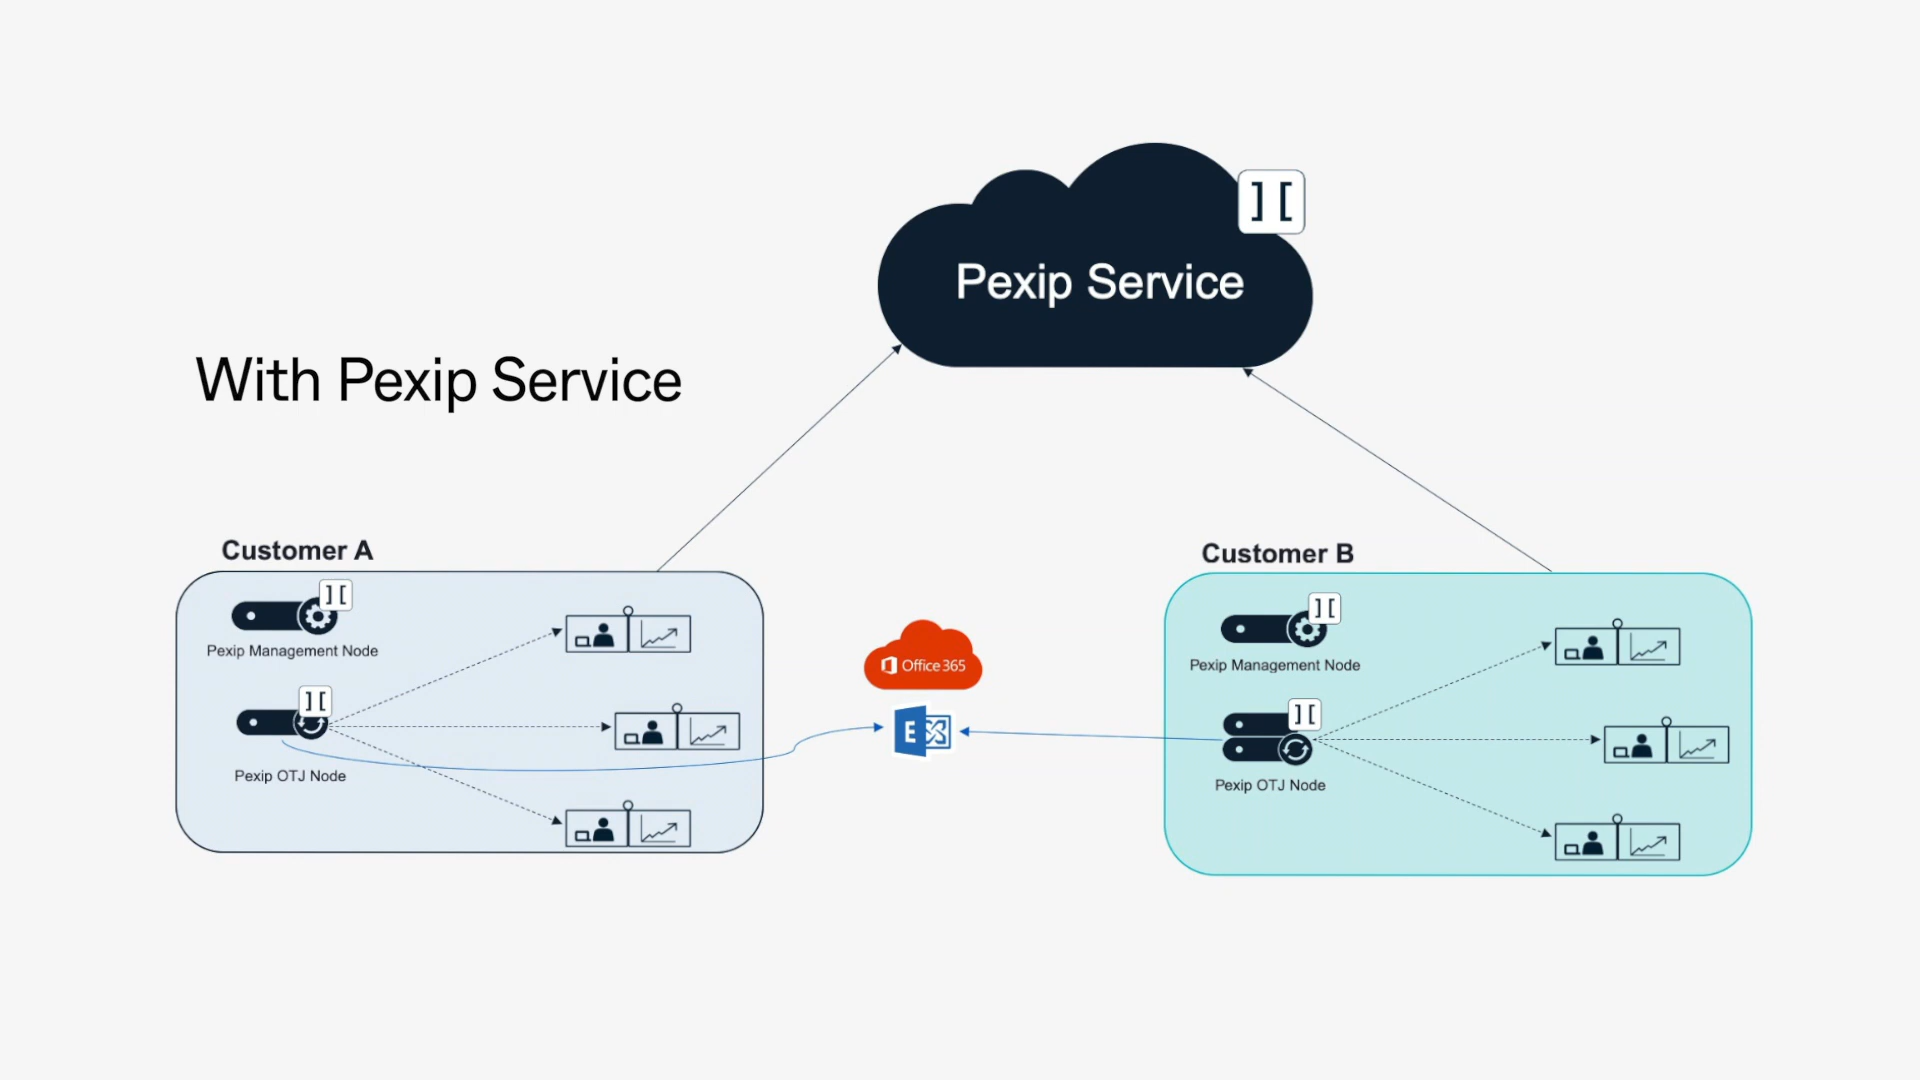 ][
Pexip Service
With Pexip Service
Customer A
][
Pexip Management Node
][
Pexip OTJ Node
Office 365
E
Customer B
][
Pexip Management Node
][
Pexip OTJ Node